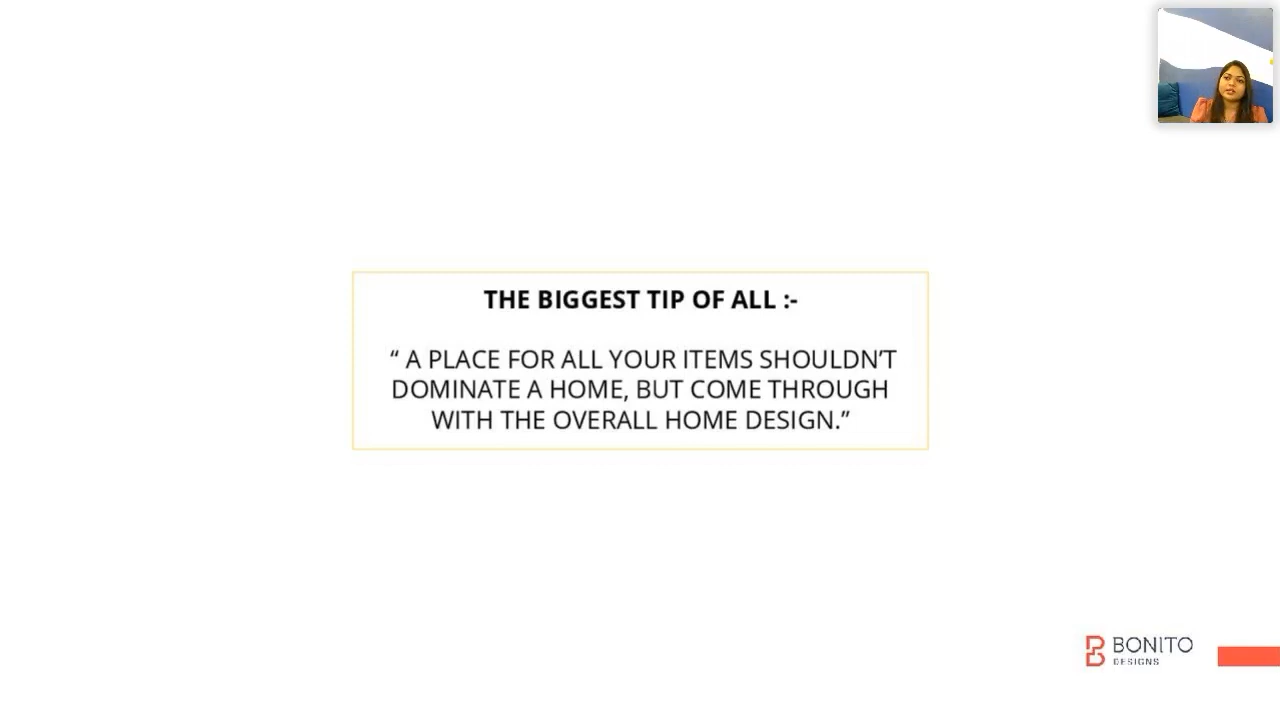 THE BIGGEST TIP OF ALL :-
“ A PLACE FOR ALL YOUR ITEMS SHOULDN’T
DOMINATE A HOME, BUT COME THROUGH
WITH THE OVERALL HOME DESIGN.”
BONITO
DESIGNS